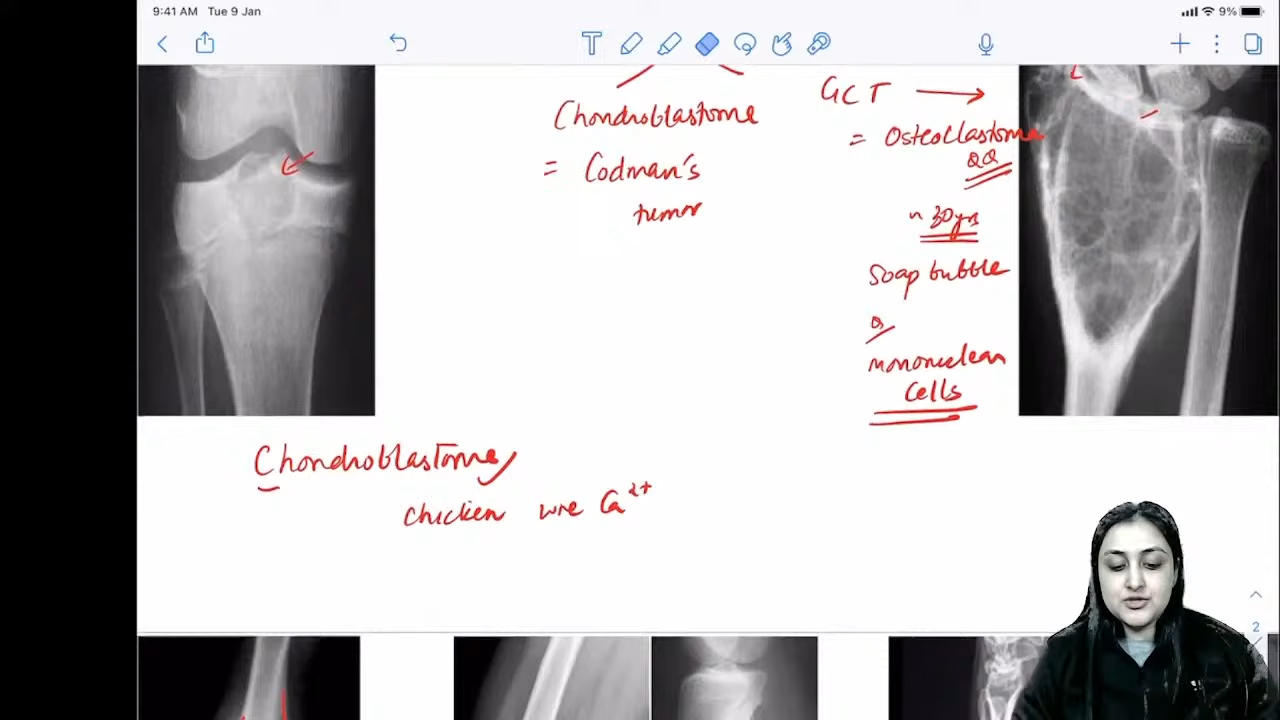 9:41 AM Tue 9 Jan
9%
T
Chondroblastoma
= Codman's
tumor
GCT →
= Osteoclastoma
QQ
~ 30yrs
Soap bubble
Q
mononuclear
cells
Chondroblastoma
chicken wire Ca²⁺
2